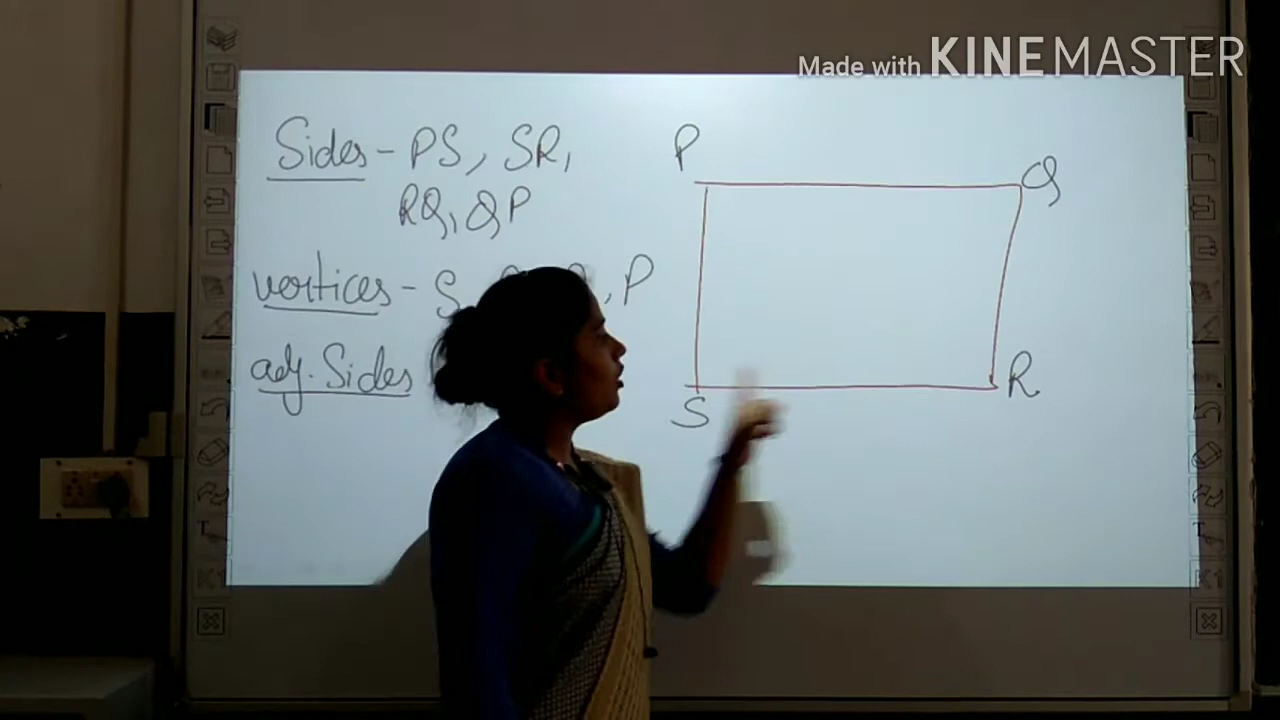 Made with KINEMASTER
Sides - PS, SR,
RQ, QP
vertices - S , P
adj. Sides
P
Q
S
R